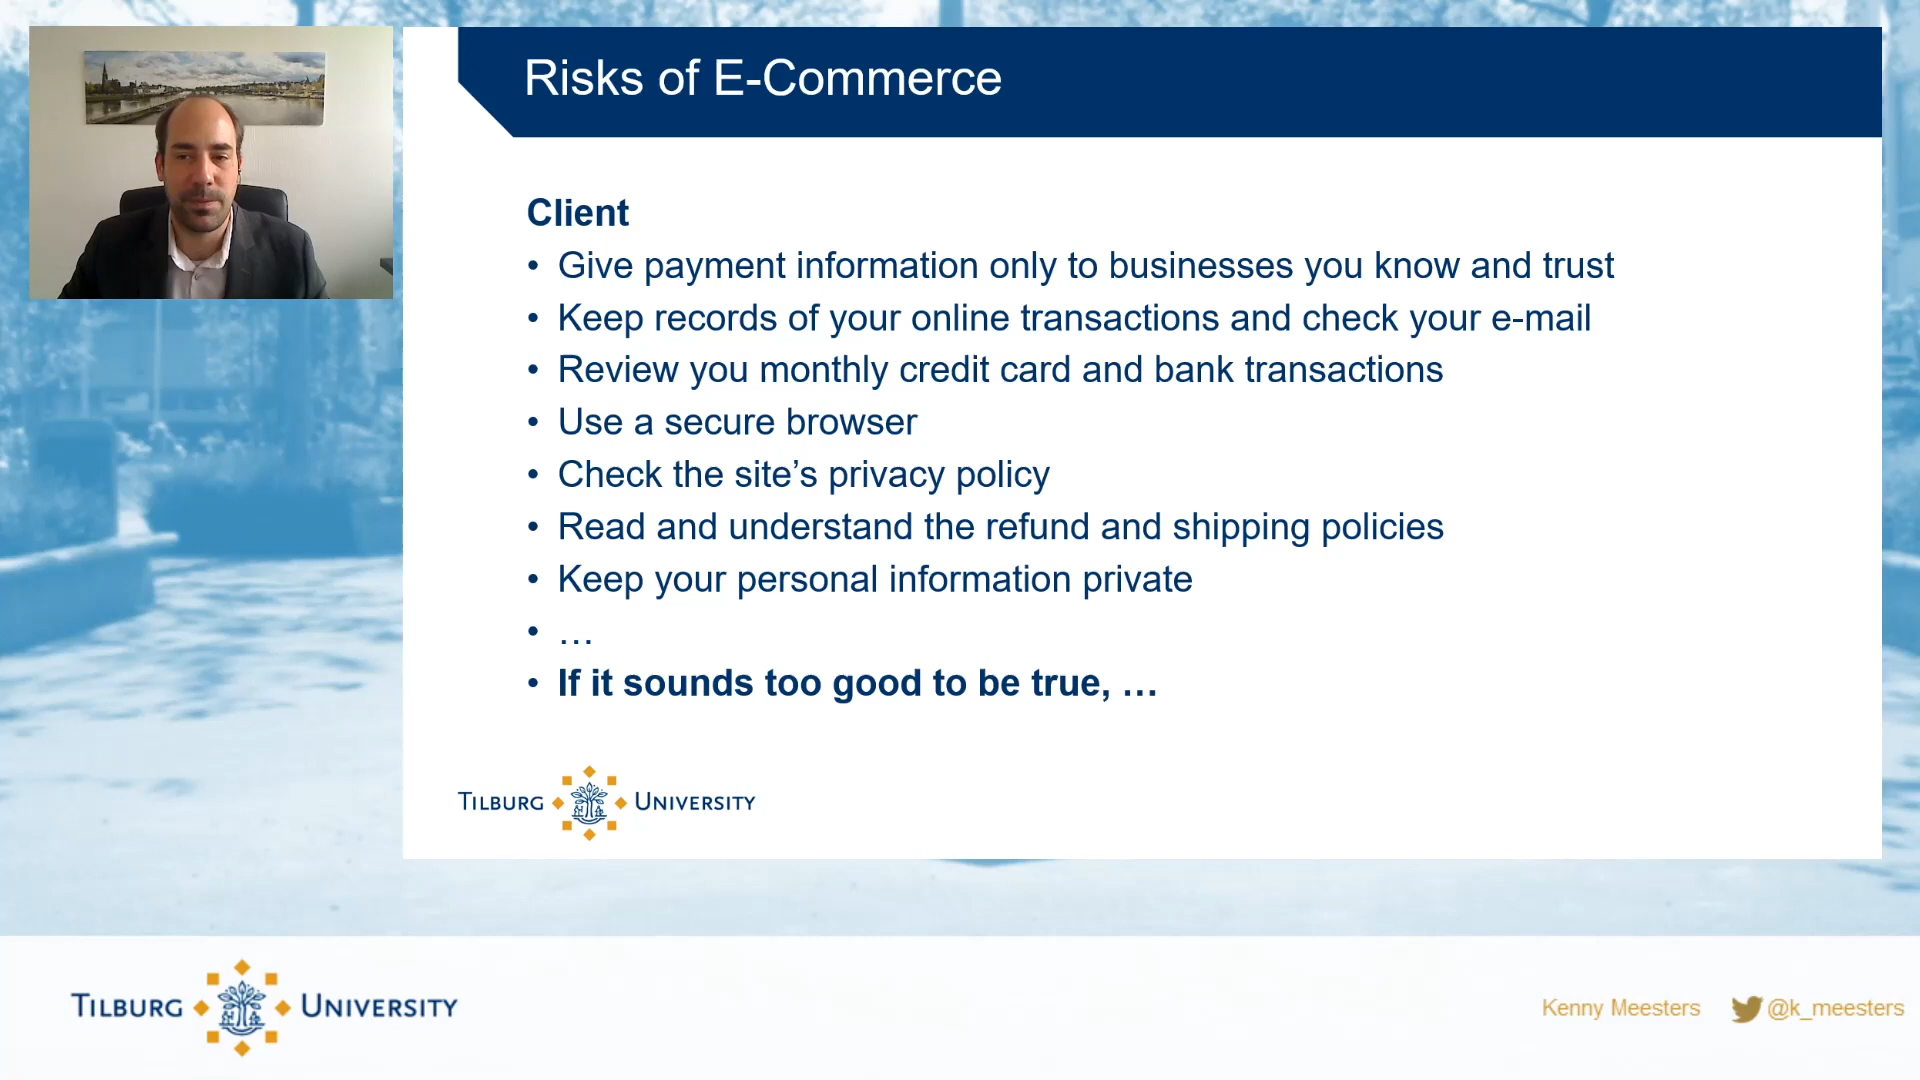 Risks of E-Commerce
Client
• Give payment information only to businesses you know and trust
• Keep records of your online transactions and check your e-mail
• Review you monthly credit card and bank transactions
• Use a secure browser
• Check the site’s privacy policy
• Read and understand the refund and shipping policies
• Keep your personal information private
• …
• If it sounds too good to be true, …
TILBURG UNIVERSITY
TILBURG UNIVERSITY
Kenny Meesters @k_meesters